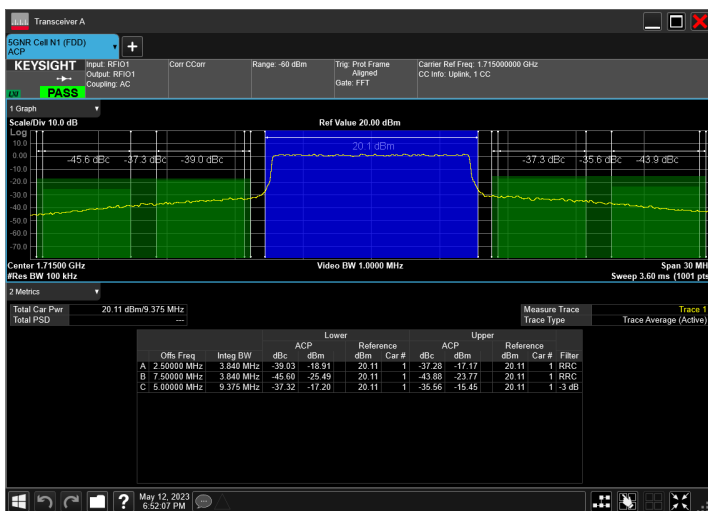 Transceiver A
5GNR Cell N1 (FDD)
ACP
KEYSIGHT
Input: RFIO1
Output: RFIO1
Coupling: AC
Corr CCorr
Range: -60 dBm
Trig: Prot Frame
Aligned
Gate: FFT
Carrier Ref Freq: 1.715000000 GHz
CC Info: Uplink, 1 CC
LXI
PASS
1 Graph
Scale/Div 10.0 dB
Ref Value 20.00 dBm
Log
10.0
0.00
-10.0
-20.0
-30.0
-40.0
-50.0
-60.0
-70.0
-45.6 dBc
-37.3 dBc
-39.0 dBc
20.1 dBm
-37.3 dBc
-35.6 dBc
-43.9 dBc
Center 1.71500 GHz
Video BW 1.0000 MHz
Span 30 MH
#Res BW 100 kHz
Sweep 3.60 ms (1001 pts
2 Metrics
Total Car Pwr 20.11 dBm/9.375 MHz
Total PSD ---
Measure Trace Trace 1
Trace Type Trace Average (Active)
Lower Upper
ACP Reference ACP Reference
Offs Freq Integ BW dBc dBm dBm Car # dBc dBm dBm Car # Filter
A 2.50000 MHz 3.840 MHz -39.03 -18.91 20.11 1 -37.28 -17.17 20.11 1 RRC
B 7.50000 MHz 3.840 MHz -45.60 -25.49 20.11 1 -43.88 -23.77 20.11 1 RRC
C 5.00000 MHz 9.375 MHz -37.32 -17.20 20.11 1 -35.56 -15.45 20.11 1 -3 dB
May 12, 2023
6:52:07 PM